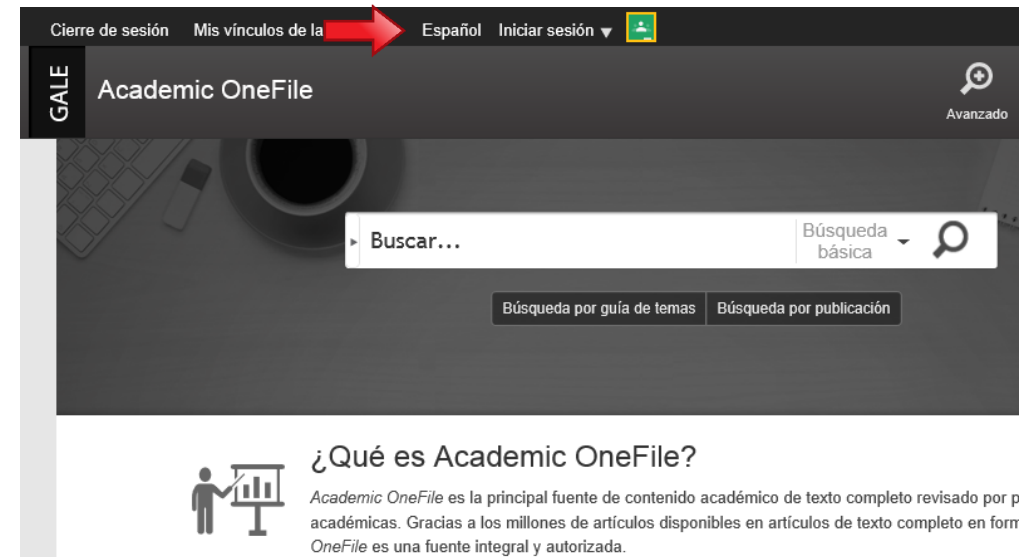 Cierre de sesión Mis vínculos de la Español Iniciar sesión
GALE
Academic OneFile
Avanzado
Buscar...
Búsqueda
básica
Búsqueda por guía de temas Búsqueda por publicación
¿Qué es Academic OneFile?
Academic OneFile es la principal fuente de contenido académico de texto completo revisado por p
académicas. Gracias a los millones de artículos disponibles en artículos de texto completo en form
OneFile es una fuente integral y autorizada.